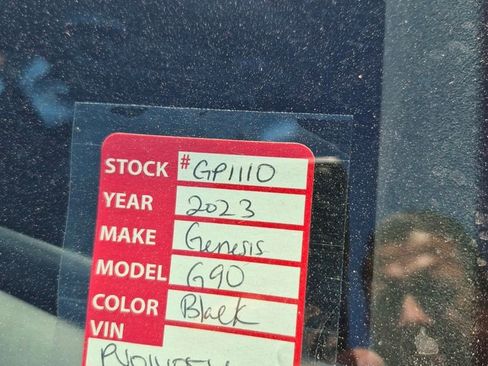 STOCK # GP1110
YEAR 2023
MAKE Genesis
MODEL G90
COLOR Black
VIN